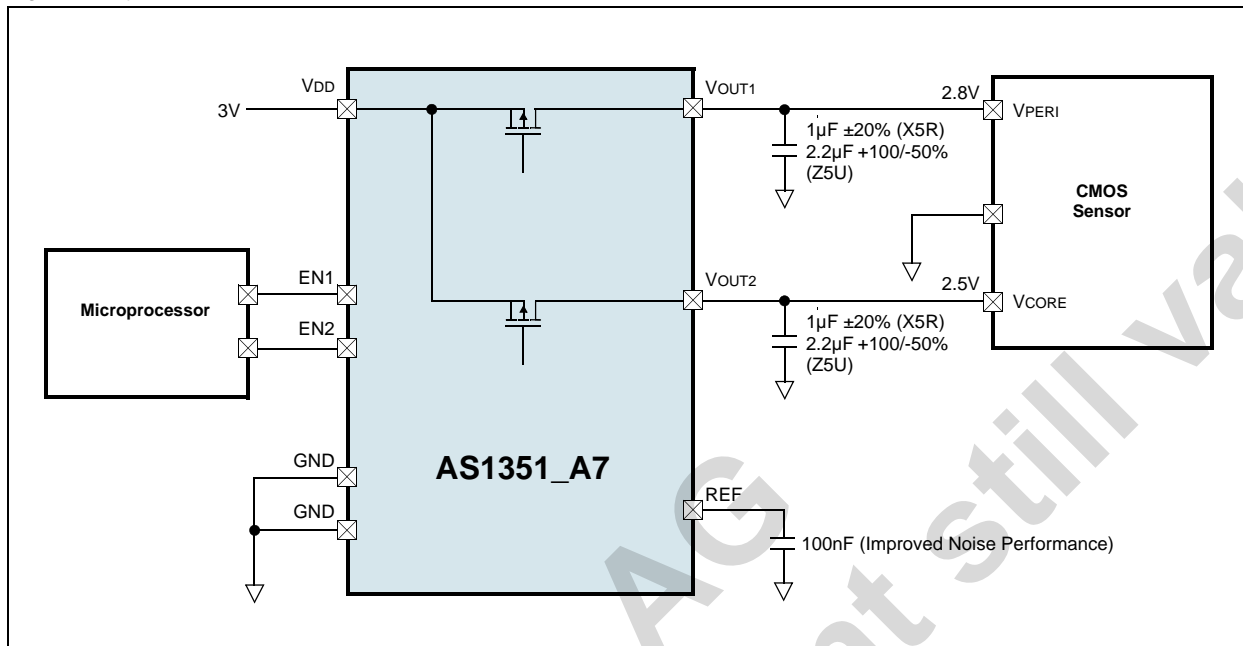 VDD
3V
VOUT1
2.8V
VPERI
1µF ±20% (X5R)
2.2µF +100/-50%
(Z5U)
CMOS
Sensor
Microprocessor
EN1
EN2
VOUT2
2.5V
VCORE
1µF ±20% (X5R)
2.2µF +100/-50%
(Z5U)
AS1351_A7
GND
GND
REF
100nF (Improved Noise Performance)
AG
still